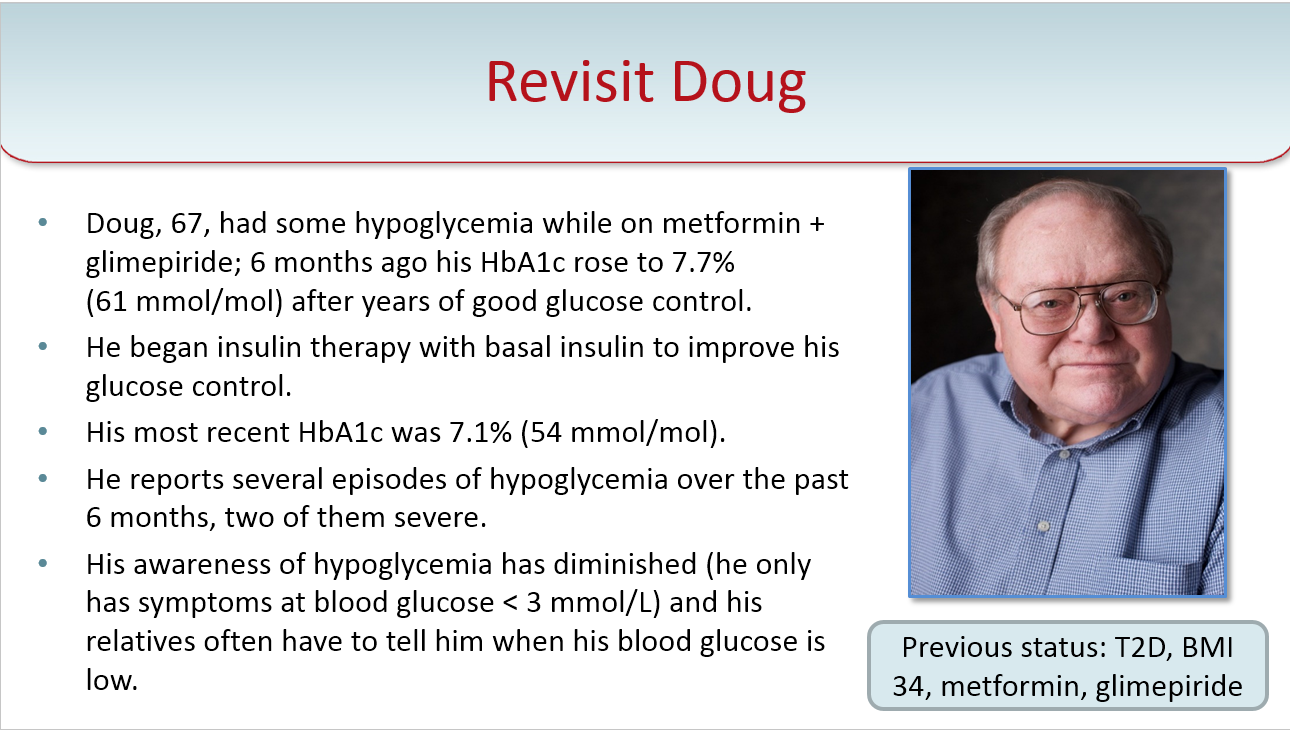 Revisit Doug
• Doug, 67, had some hypoglycemia while on metformin +
glimepiride; 6 months ago his HbA1c rose to 7.7%
(61 mmol/mol) after years of good glucose control.
• He began insulin therapy with basal insulin to improve his
glucose control.
• His most recent HbA1c was 7.1% (54 mmol/mol).
• He reports several episodes of hypoglycemia over the past
6 months, two of them severe.
• His awareness of hypoglycemia has diminished (he only
has symptoms at blood glucose < 3 mmol/L) and his
relatives often have to tell him when his blood glucose is
low.
Previous status: T2D, BMI
34, metformin, glimepiride